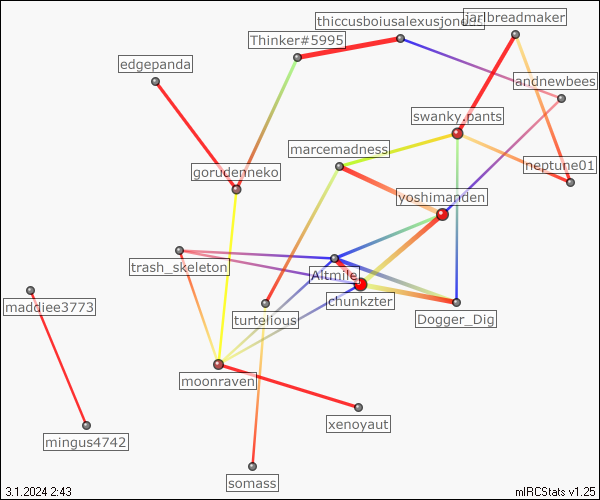 thiccusboiusalexusjones
jarlbreadmaker
Thinker#5995
edgepanda
andnewbees
swanky.pants
marcemadness
neptune01
gorudenneko
yoshimanden
trash_skeleton
Altmile
maddiee3773
chunkzter
turtelious
Dogger_Dig
moonraven
xenoyaut
mingus4742
somass
3.1.2024 2:43
mIRCStats v1.25